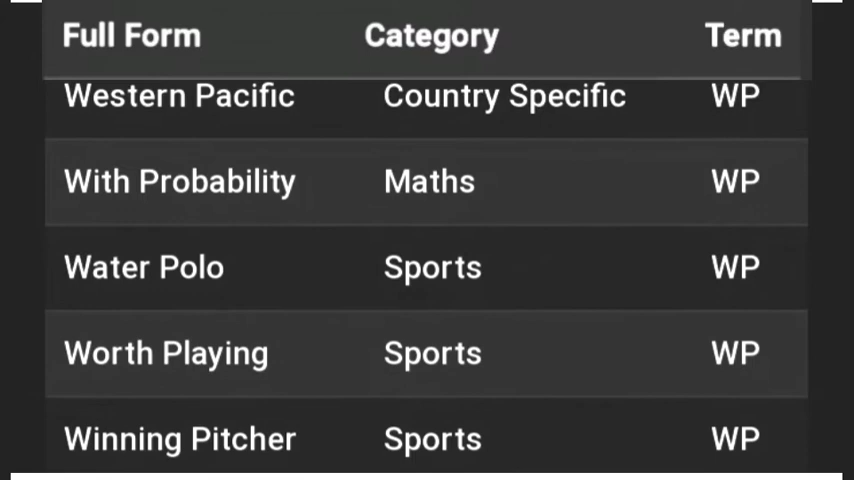 Full Form Category Term
Western Pacific Country Specific WP
With Probability Maths WP
Water Polo Sports WP
Worth Playing Sports WP
Winning Pitcher Sports WP